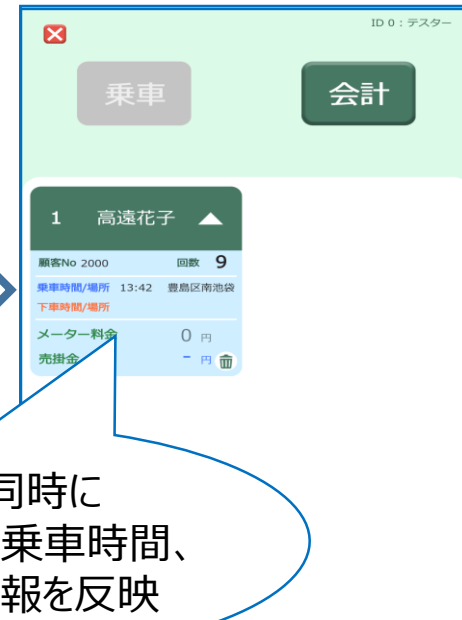 ID 0：テスター
乗車
会計
1 高遠花子
顧客No 2000 回数 9
乗車時間/場所 13:42 豊島区南池袋
下車時間/場所
メーター料金 0 円
売掛金 - 円
同時に
乗車時間、
報を反映